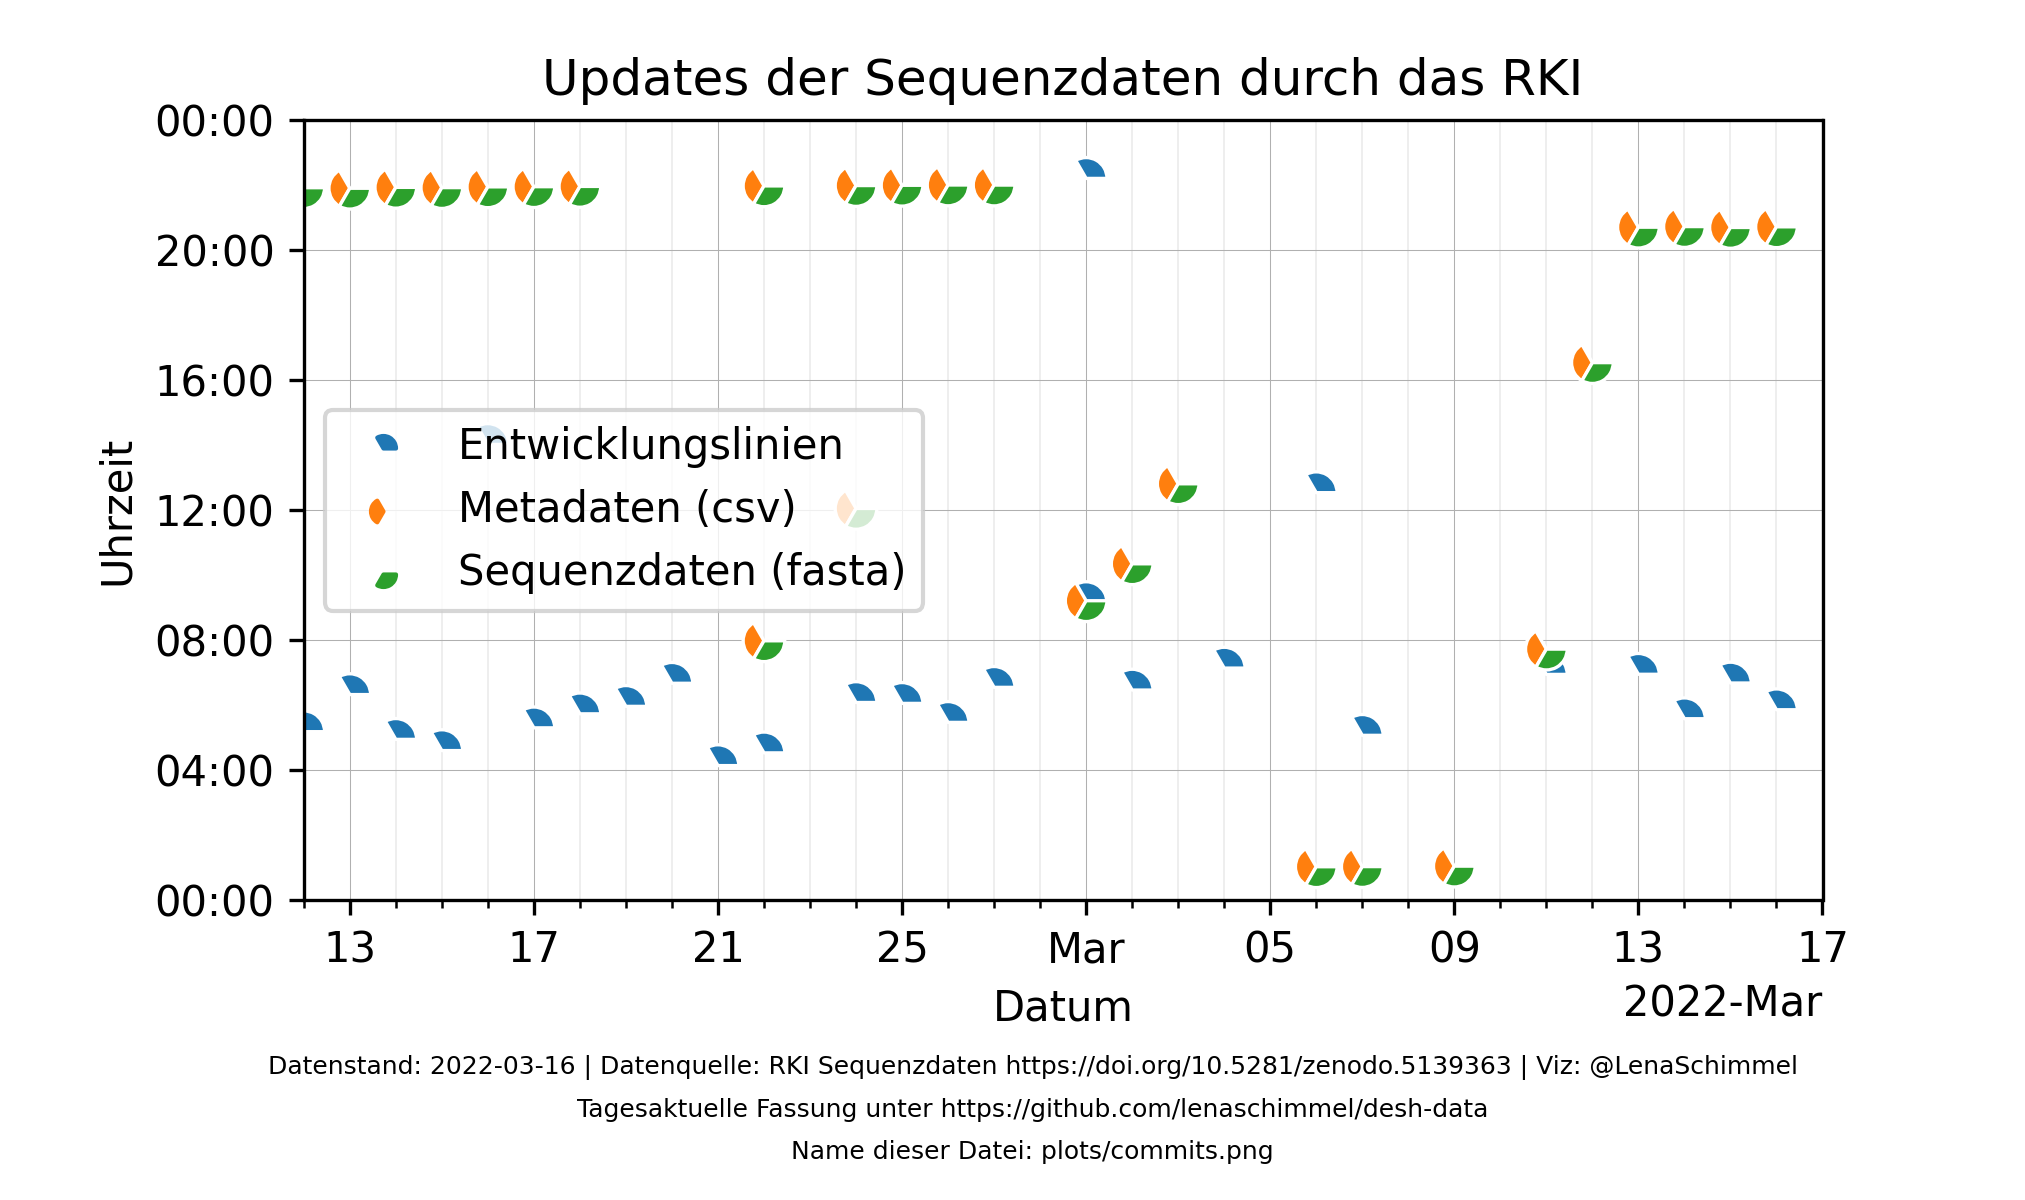 Updates der Sequenzdaten durch das RKI
00:00
20:00
16:00
12:00
08:00
04:00
00:00
Uhrzeit
Entwicklungslinien
Metadaten (csv)
Sequenzdaten (fasta)
13 17 21 25 Mar 05 09 13 17
Datum
2022-Mar
Datenstand: 2022-03-16 | Datenquelle: RKI Sequenzdaten https://doi.org/10.5281/zenodo.5139363 | Viz: @LenaSchimmel
Tagesaktuelle Fassung unter https://github.com/lenaschimmel/desh-data
Name dieser Datei: plots/commits.png